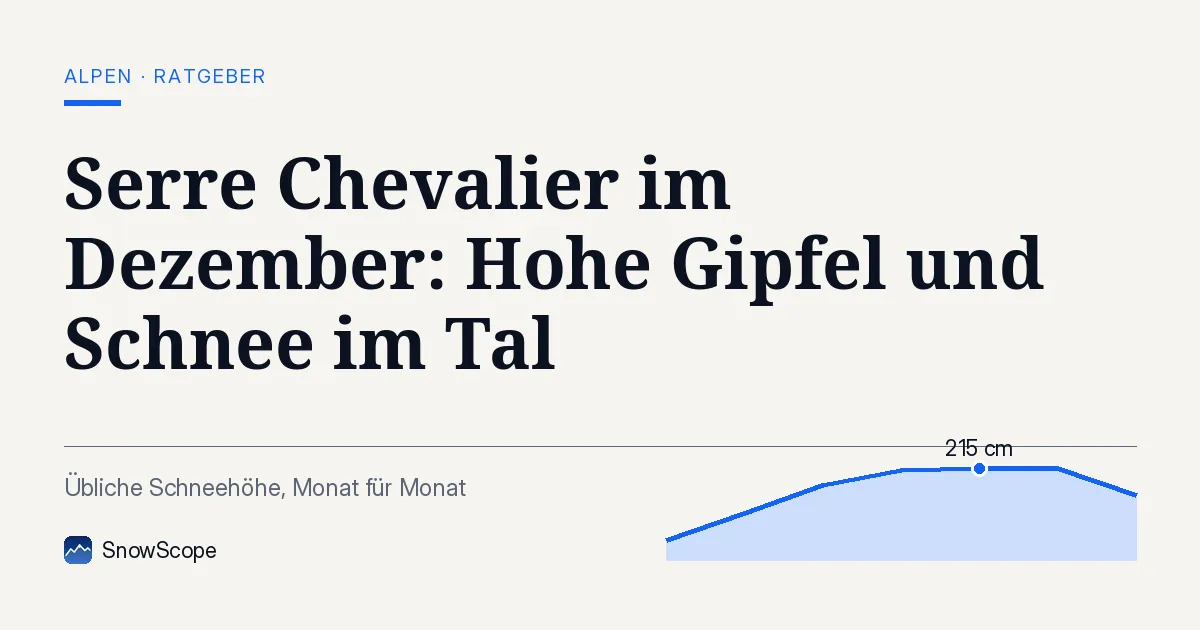 ALPEN · RATGEBER
Serre Chevalier im
Dezember: Hohe Gipfel und
Schnee im Tal
215 cm
Übliche Schneehöhe, Monat für Monat
SnowScope